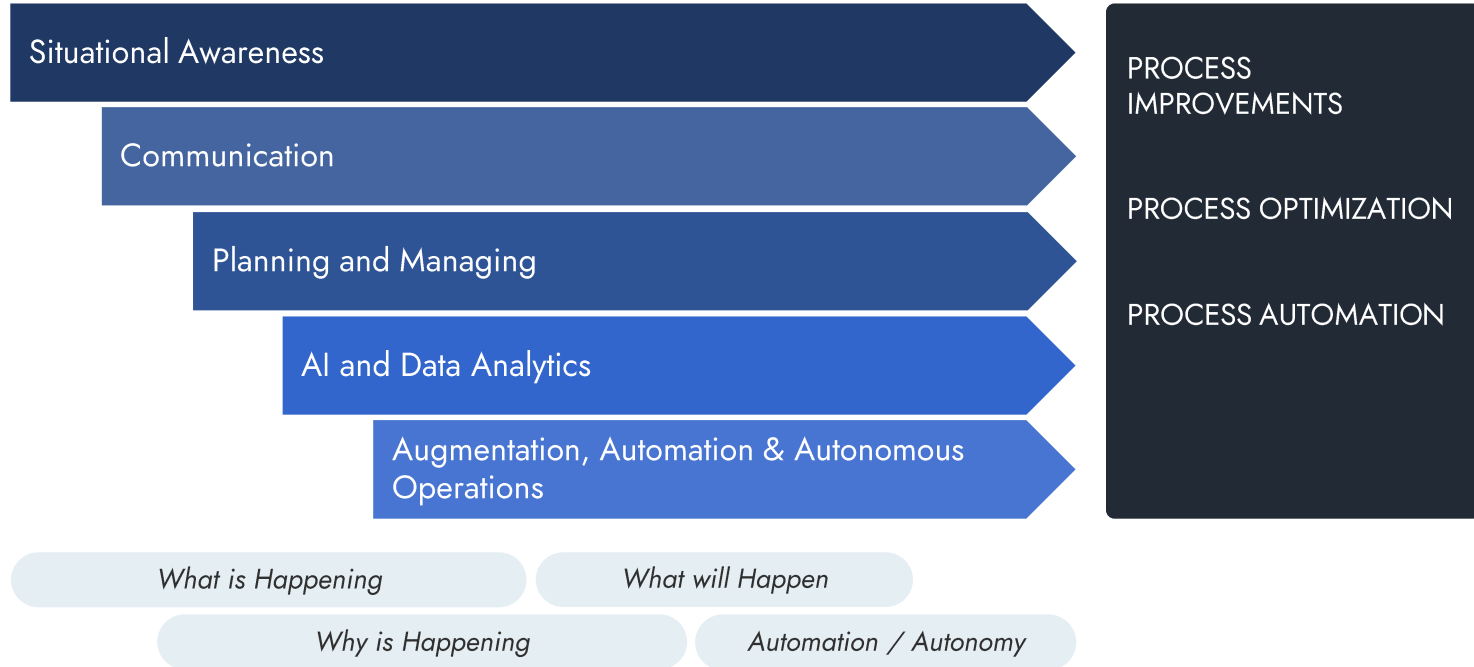 Situational Awareness
Communication
Planning and Managing
AI and Data Analytics
Augmentation, Automation & Autonomous
Operations
PROCESS
IMPROVEMENTS
PROCESS OPTIMIZATION
PROCESS AUTOMATION
What is Happening
What will Happen
Why is Happening
Automation / Autonomy